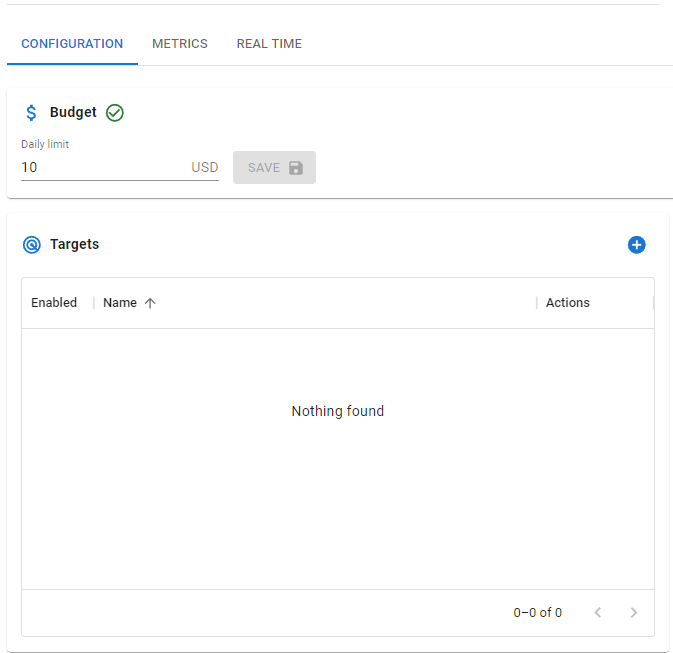 CONFIGURATION METRICS REAL TIME
Budget
Daily limit
10 USD SAVE
Targets
Enabled Name Actions
Nothing found
0–0 of 0